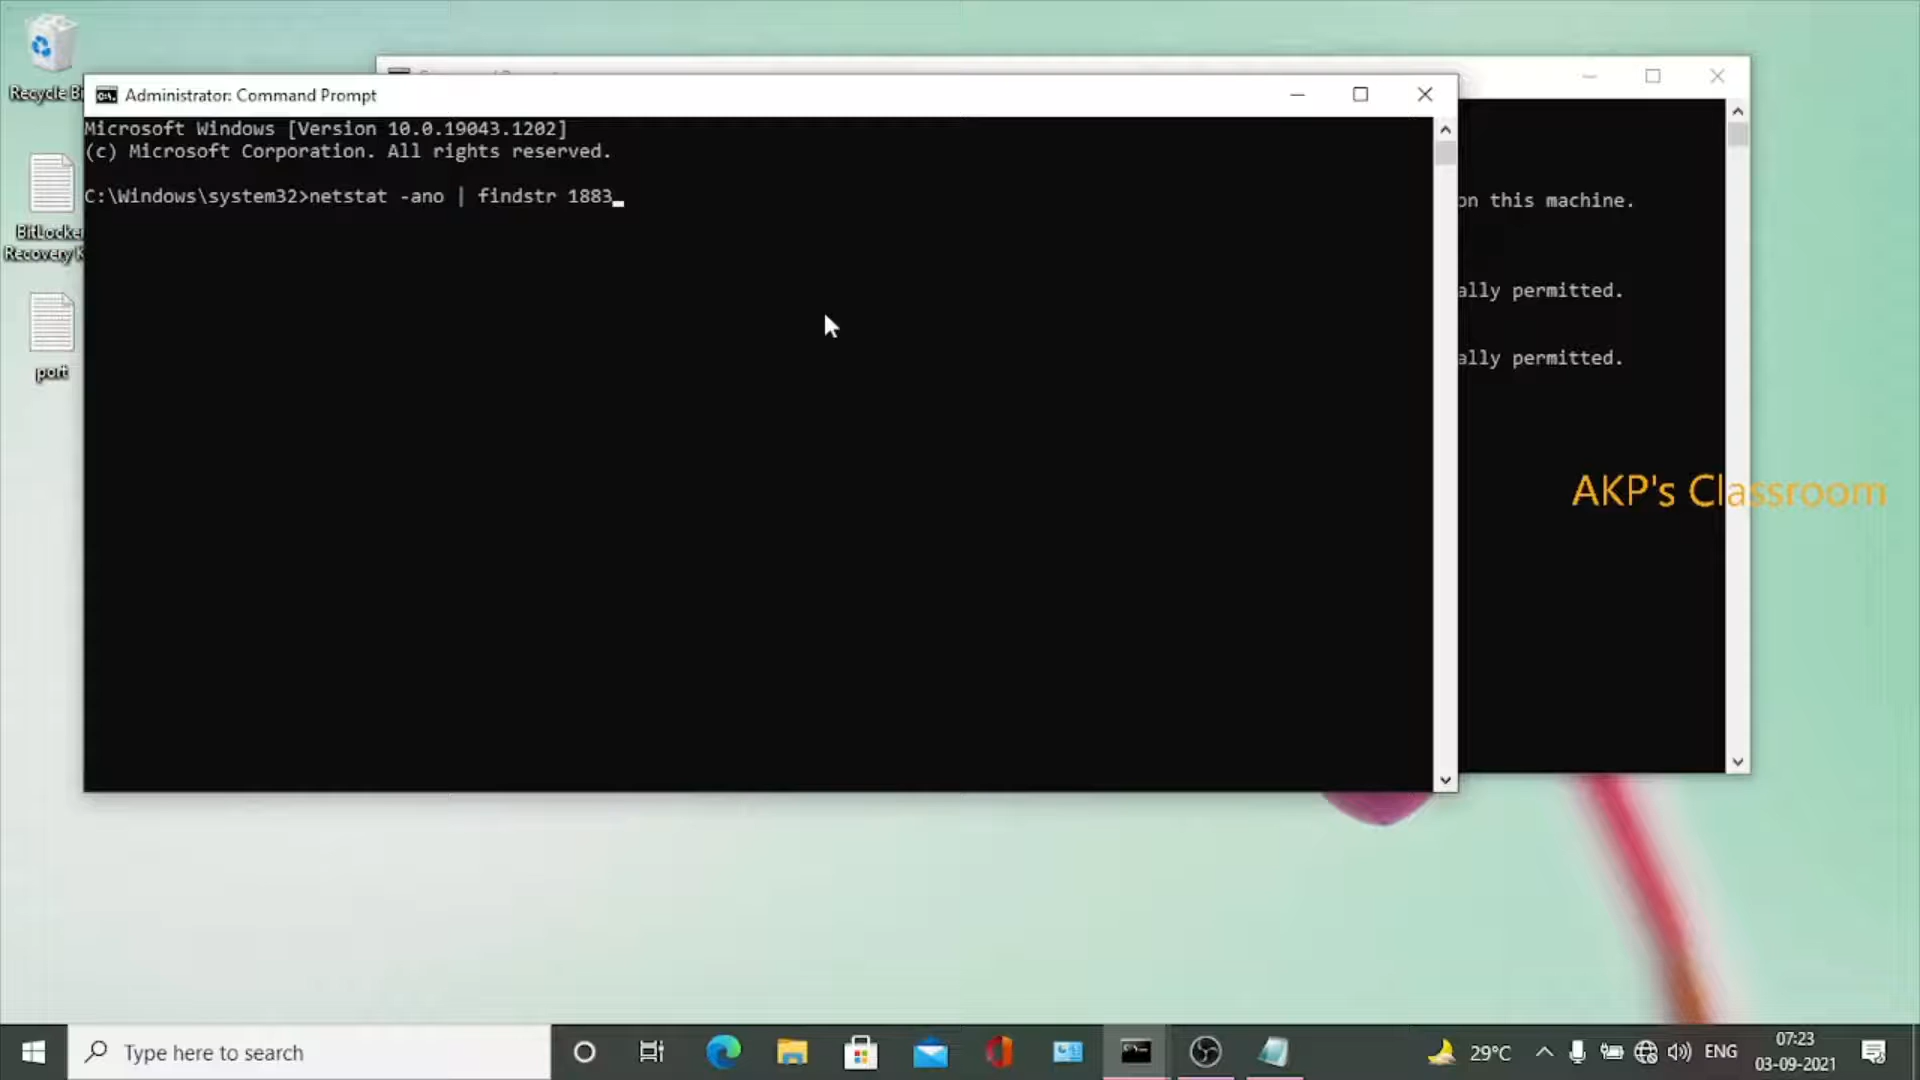 Recycle Bi
Administrator: Command Prompt
Microsoft Windows [Version 10.0.19043.1202]
(c) Microsoft Corporation. All rights reserved.
C:\Windows\system32>netstat -ano | findstr 1883
on this machine.
ally permitted.
ally permitted.
BitLocke
Recovery K
port
AKP's Classroom
Type here to search
29°C
ENG
07:23
03-09-2021